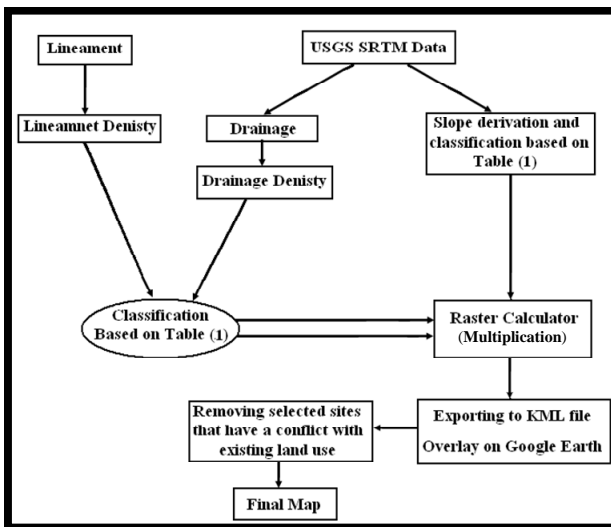 Lineament
USGS SRTM Data
Lineamnet Denisty
Drainage
Slope derivation and
classification based on
Table (1)
Drainage Denisty
Classification
Based on Table (1)
Raster Calculator
(Multiplication)
Removing selected sites
that have a conflict with
existing land use
Exporting to KML file
Overlay on Google Earth
Final Map